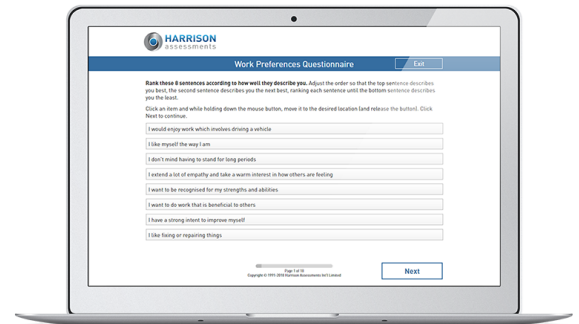 HARRISON
assessments
Work Preferences Questionnaire
Exit
Rank these 8 sentences according to how well they describe you. Adjust the order so that the top sentence describes
you best, the second sentence describes you the next best, ranking each sentence until the bottom sentence describes
you the least.
Click an item and while holding down the mouse button, move it to the desired location (and release the button). Click
Next to continue.
I would enjoy work which involves driving a vehicle
I like myself the way I am
I don't mind having to stand for long periods
I extend a lot of empathy and take a warm interest in how others are feeling
I want to be recognised for my strengths and abilities
I want to do work that is beneficial to others
I have a strong intent to improve myself
I like fixing or repairing things
Page 1 of 18
Copyright © 1991-2018 Harrison Assessments Int'l Limited
Next